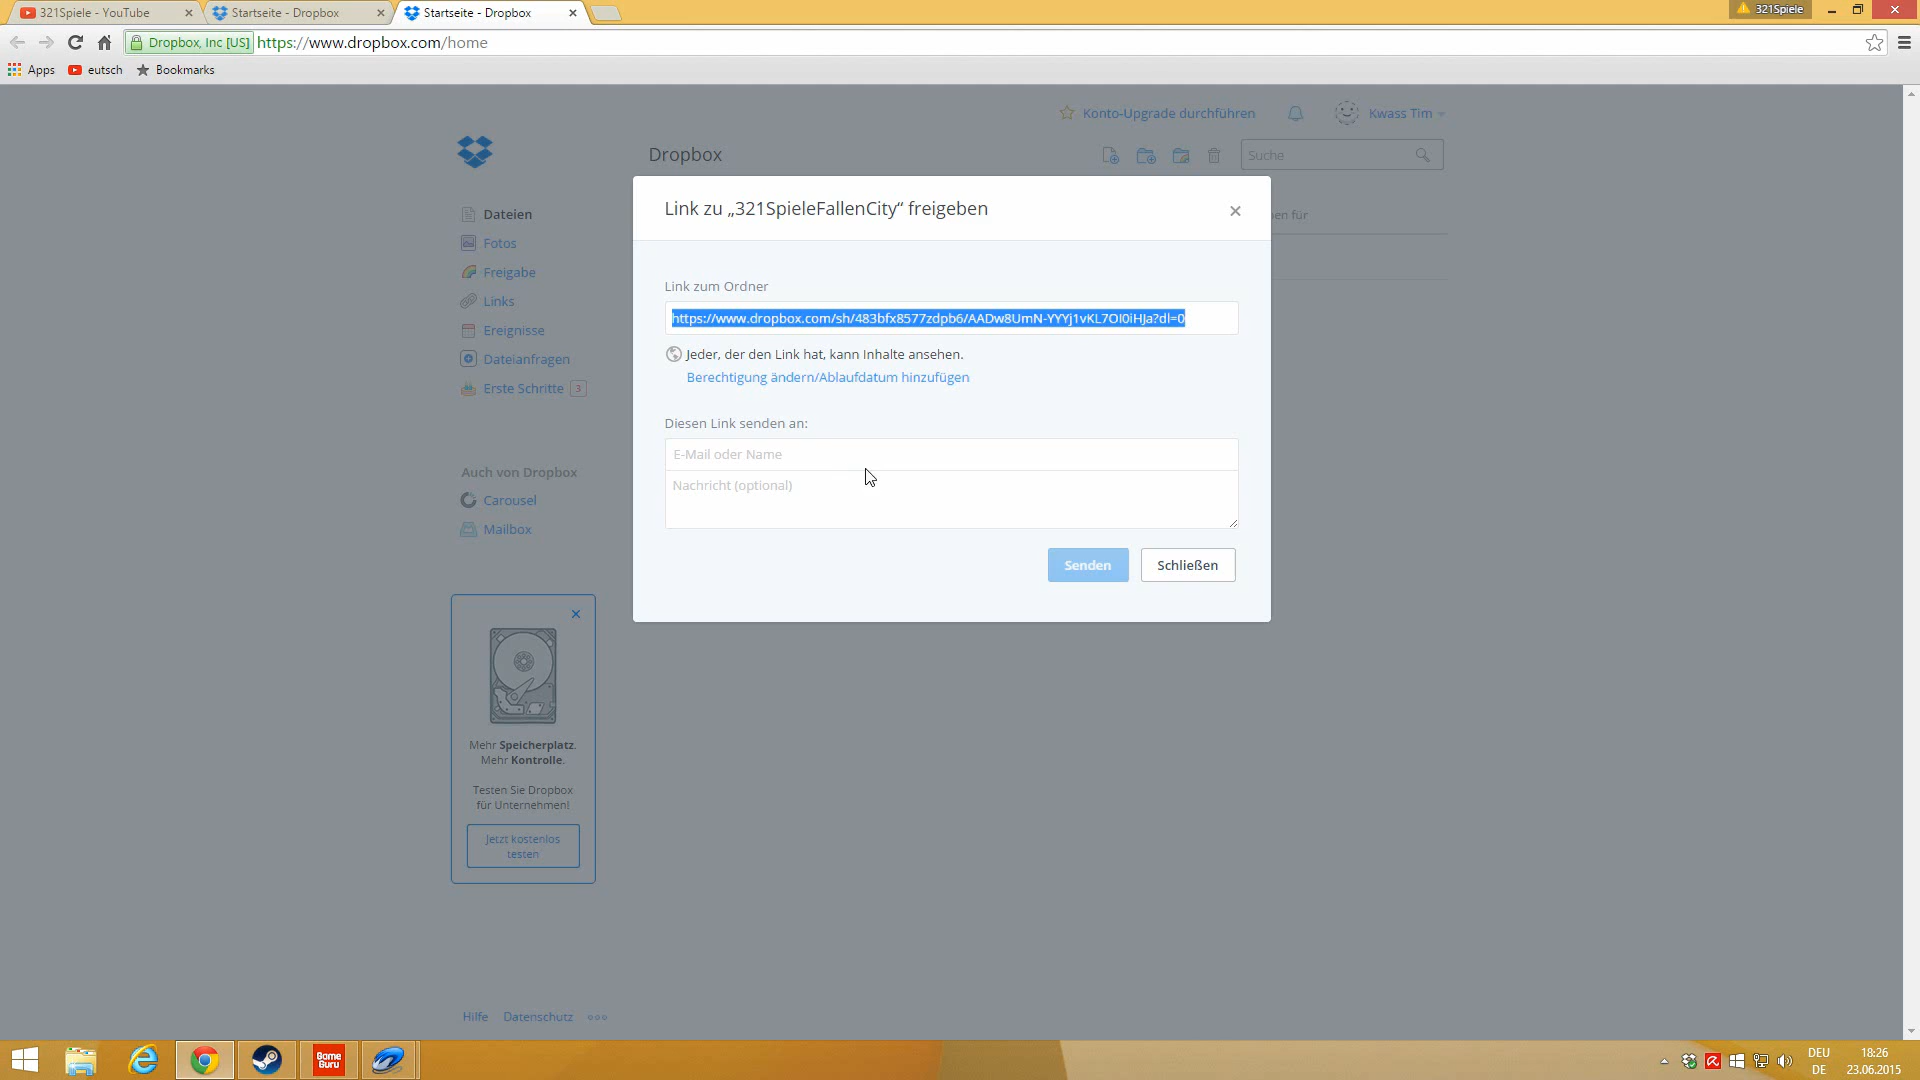 321Spiele - YouTube
Startseite - Dropbox
Startseite - Dropbox
321Spiele
Dropbox, Inc [US]
https://www.dropbox.com/home
Apps
eutsch
Bookmarks
Konto-Upgrade durchführen
Kwass Tim
Dropbox
Suche
Dateien
Fotos
Freigabe
Links
Ereignisse
Dateianfragen
Erste Schritte 3
Auch von Dropbox
Carousel
Mailbox
Link zu „321SpieleFallenCity“ freigeben
en für
Link zum Ordner
https://www.dropbox.com/sh/483bfx8577zdpb6/AADw8UmN-YYYj1vKL7OI0iHJa?dl=0
Jeder, der den Link hat, kann Inhalte ansehen.
Berechtigung ändern/Ablaufdatum hinzufügen
Diesen Link senden an:
E-Mail oder Name
Nachricht (optional)
Senden
Schließen
Mehr Speicherplatz.
Mehr Kontrolle.
Testen Sie Dropbox
für Unternehmen!
Jetzt kostenlos
testen
Hilfe
Datenschutz
Game
Guru
DEU
DE
18:26
23.06.2015